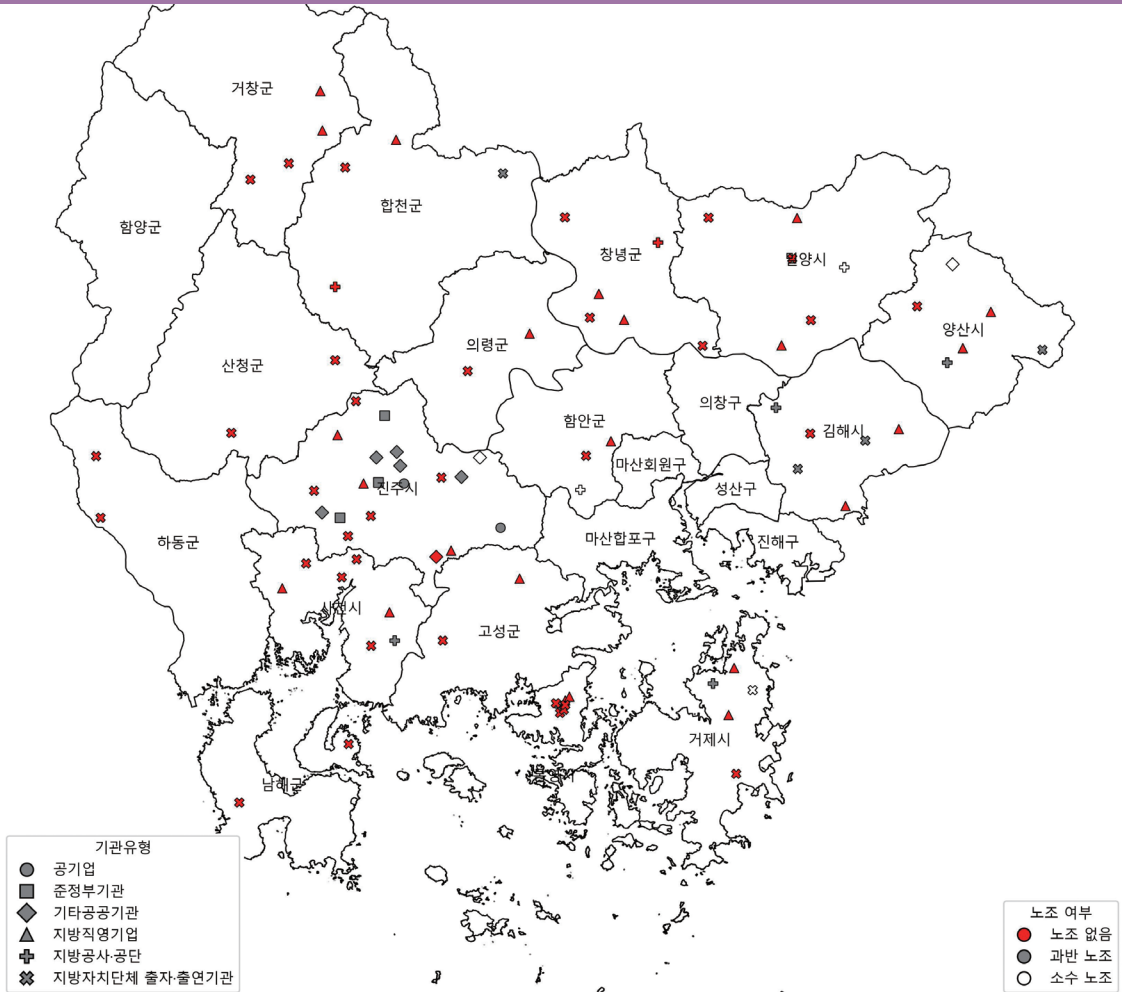 거창군
합천군
함양군
창녕군
밀양시
양산시
의령군
산청군
의창구
함안군
김해시
마산회원구
진주시
성산구
하동군
마산합포구
진해구
사천시
고성군
거제시
통영시
남해군
기관유형
공기업
준정부기관
기타공공기관
지방직영기업
지방공사·공단
지방자치단체 출자·출연기관
노조 여부
노조 없음
과반 노조
소수 노조